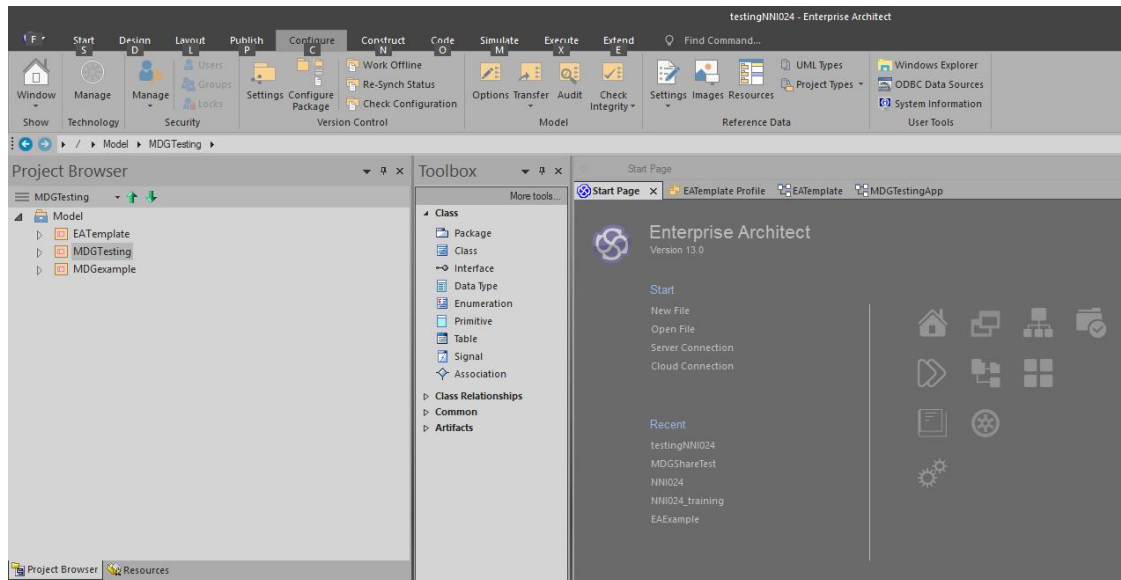 testingNNI024 - Enterprise Architect
F Start Design Layout Publish Configure Construct Code Simulate Execute Extend Find Command...
S D L P C N O M X E
Users Work Offline UML Types Windows Explorer
Groups Re-Synch Status Project Types ODBC Data Sources
Window Manage Manage Locks Settings Configure Package Check Configuration Options Transfer Audit Check Integrity Settings Images Resources System Information
Show Technology Security Version Control Model Reference Data User Tools
/ Model MDGTesting
Project Browser
MDGTesting
Model
EATemplate
MDGTesting
MDGexample
Project Browser Resources
Toolbox
More tools...
Class
Package
Class
Interface
Data Type
Enumeration
Primitive
Table
Signal
Association
Class Relationships
Common
Artifacts
Start Page
Start Page EATemplate Profile EATemplate MDGTestingApp
Enterprise Architect
Version 13.0
Start
New File
Open File
Server Connection
Cloud Connection
Recent
testingNNI024
MDGShareTest
NNI024
NNI024_training
EAExample